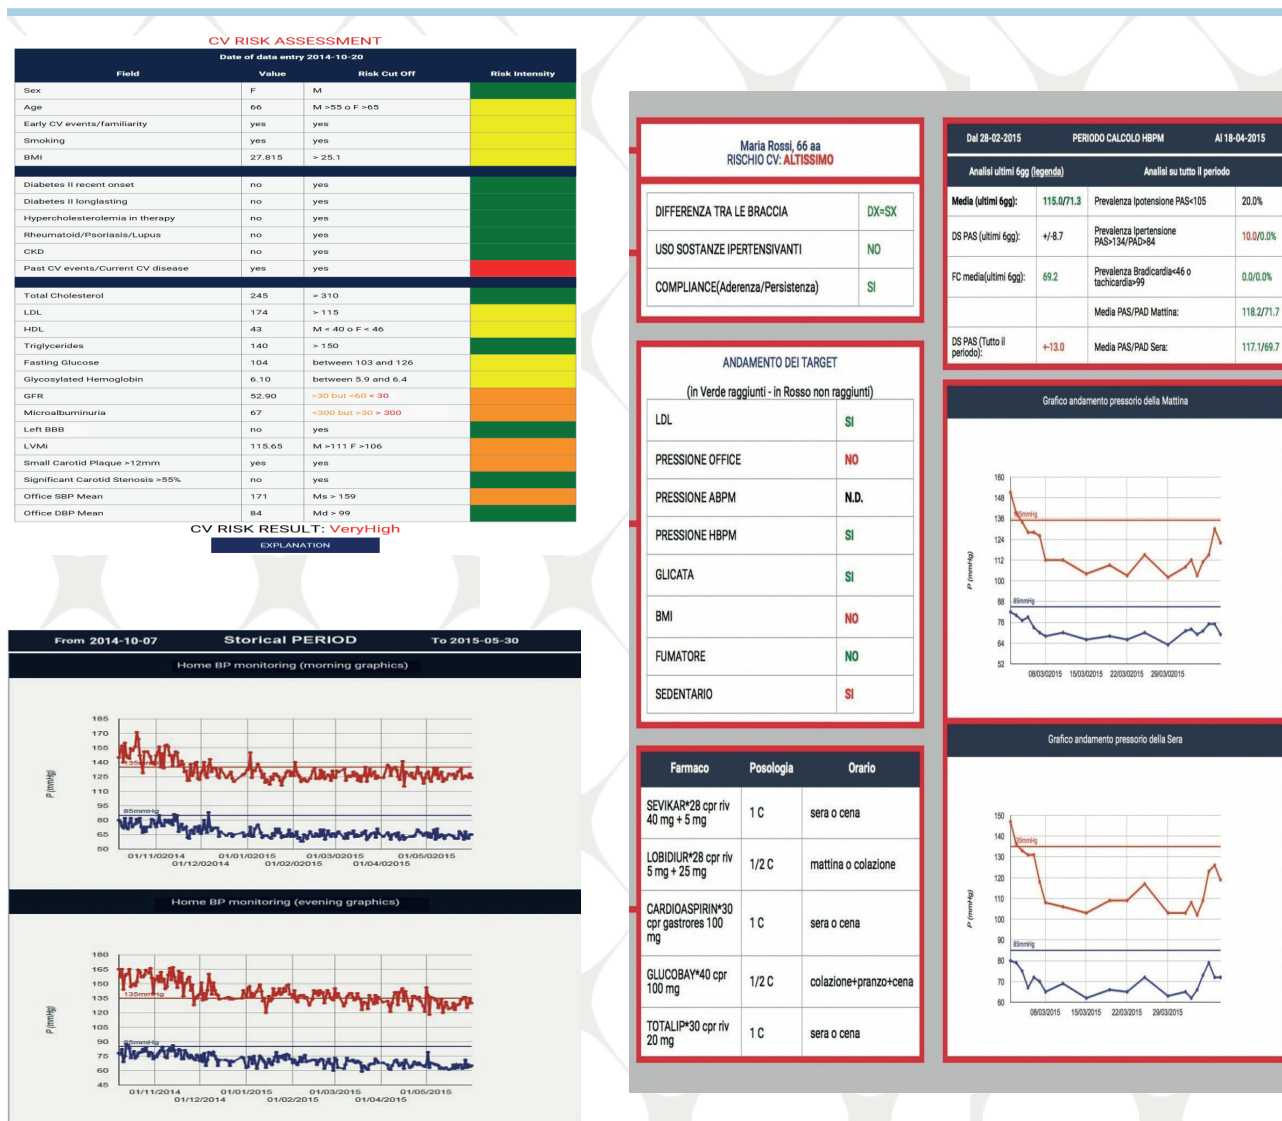 CV RISK ASSESSMENT
Date of data entry 2014-10-20
Field Value Risk Cut Off Risk Intensity
Sex F M
Age 66 M >55 o F >65
Early CV events/familiarity yes yes
Smoking yes yes
BMI 27.815 > 25.1
Diabetes II recent onset no yes
Diabetes II longlasting no yes
Hypercholesterolemia in therapy no yes
Rheumatoid/Psoriasis/Lupus no yes
CKD no yes
Past CV events/Current CV disease yes yes
Total Cholesterol 245 > 310
LDL 174 > 115
HDL 43 M < 40 o F < 46
Triglycerides 140 > 150
Fasting Glucose 104 between 103 and 126
Glycosylated Hemoglobin 6.10 between 5.9 and 6.4
GFR 52.90 >30 but <60 < 30
Microalbuminuria 67 <300 but >30 > 300
Left BBB no yes
LVMi 115.65 M >111 F >106
Small Carotid Plaque >12mm yes yes
Significant Carotid Stenosis >55% no yes
Office SBP Mean 171 Ms > 159
Office DBP Mean 84 Md > 99
CV RISK RESULT: VeryHigh
EXPLANATION
From 2014-10-07 Storical PERIOD To 2015-05-30
Home BP monitoring (morning graphics)
P (mmHg)
185
170
155
140
125
110
95
80
65
50
135mmHg
85mmHg
01/11/02014 01/01/02015 01/03/02015 01/05/02015
01/12/02014 01/02/02015 01/04/02015
Home BP monitoring (evening graphics)
P (mmHg)
180
165
150
135
120
105
90
75
60
45
135mmHg
85mmHg
01/11/2014 01/01/2015 01/03/2015 01/05/2015
01/12/2014 01/02/2015 01/04/2015
Maria Rossi, 66 aa
RISCHIO CV: ALTISSIMO
DIFFERENZA TRA LE BRACCIA DX=SX
USO SOSTANZE IPERTENSIVANTI NO
COMPLIANCE(Aderenza/Persistenza) SI
ANDAMENTO DEI TARGET
(in Verde raggiunti - in Rosso non raggiunti)
LDL SI
PRESSIONE OFFICE NO
PRESSIONE ABPM N.D.
PRESSIONE HBPM SI
GLICATA SI
BMI NO
FUMATORE NO
SEDENTARIO SI
Farmaco Posologia Orario
SEVIKAR*28 cpr riv
40 mg + 5 mg 1 C sera o cena
LOBIDIUR*28 cpr riv
5 mg + 25 mg 1/2 C mattina o colazione
CARDIOASPIRIN*30
cpr gastrores 100
mg 1 C sera o cena
GLUCOBAY*40 cpr
100 mg 1/2 C colazione+pranzo+cena
TOTALIP*30 cpr riv
20 mg 1 C sera o cena
Dal 28-02-2015 PERIODO CALCOLO HBPM Al 18-04-2015
Analisi ultimi 6gg (legenda) Analisi su tutto il periodo
Media (ultimi 6gg): 115.0/71.3 Prevalenza Ipotensione PAS<105 20.0%
DS PAS (ultimi 6gg): +/-8.7 Prevalenza Ipertensione
PAS>134/PAD>84 10.0/0.0%
FC media(ultimi 6gg): 69.2 Prevalenza Bradicardia<46 o
tachicardia>99 0.0/0.0%
Media PAS/PAD Mattina: 118.2/71.7
DS PAS (Tutto il
periodo): +-13.0 Media PAS/PAD Sera: 117.1/69.7
Grafico andamento pressorio della Mattina
P (mmHg)
160
148
136
124
112
100
88
76
64
52
135mmHg
85mmHg
08/03/02015 15/03/02015 22/03/02015 29/03/02015
Grafico andamento pressorio della Sera
P (mmHg)
150
140
130
120
110
100
90
80
70
60
135mmHg
85mmHg
08/03/2015 15/03/2015 22/03/2015 29/03/2015